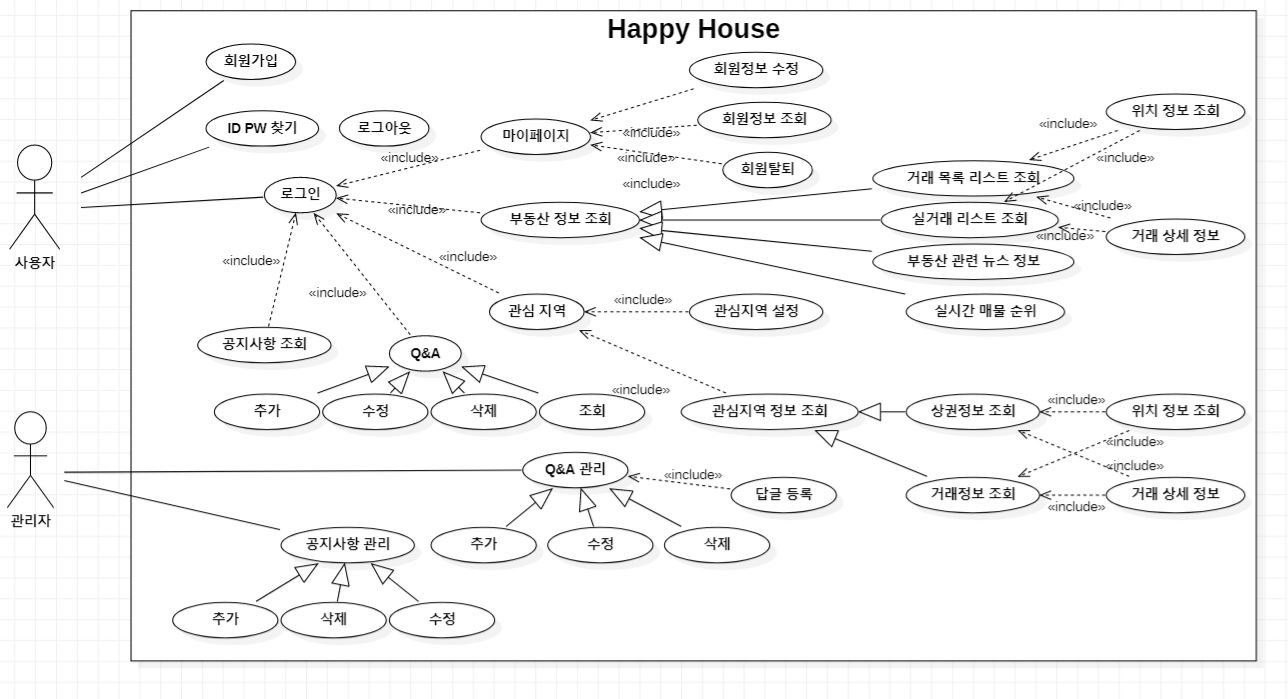 Happy House
회원가입
회원정보 수정
ID PW 찾기
로그아웃
마이페이지
회원정보 조회
위치 정보 조회
«include»
«include»
«include»
«include»
«include»
회원탈퇴
거래 목록 리스트 조회
«include»
사용자
로그인
«include»
부동산 정보 조회
실거래 리스트 조회
«include»
«include»
거래 상세 정보
«include»
«include»
부동산 관련 뉴스 정보
«include»
관심 지역
«include»
관심지역 설정
실시간 매물 순위
공지사항 조회
Q&A
«include»
추가
수정
삭제
조회
관심지역 정보 조회
상권정보 조회
«include»
위치 정보 조회
«include»
«include»
관리자
Q&A 관리
«include»
답글 등록
거래정보 조회
«include»
거래 상세 정보
공지사항 관리
추가
수정
삭제
추가
삭제
수정